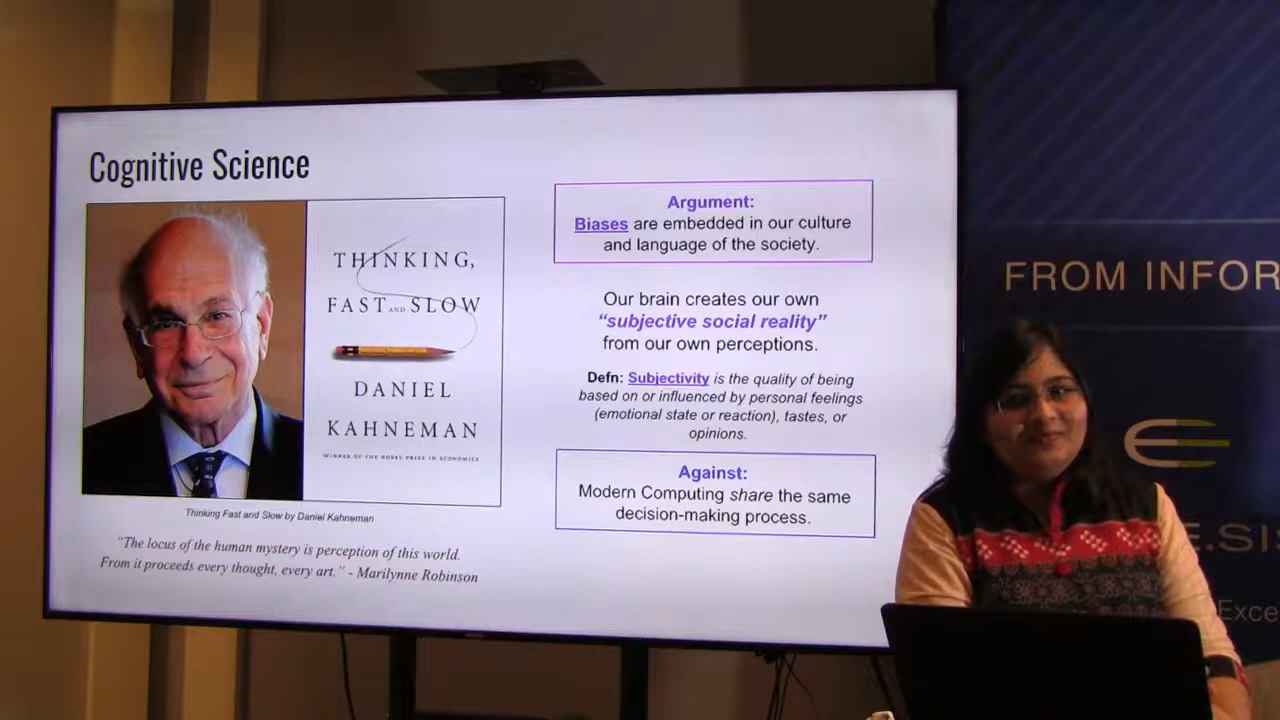 Cognitive Science
THINKING,
FAST AND SLOW
DANIEL
KAHNEMAN
WINNER OF THE NOBEL PRIZE IN ECONOMICS
Thinking Fast and Slow by Daniel Kahneman
"The locus of the human mystery is perception of this world.
From it proceeds every thought, every art." - Marilynne Robinson
Argument:
Biases are embedded in our culture
and language of the society.
Our brain creates our own
“subjective social reality”
from our own perceptions.
Defn: Subjectivity is the quality of being
based on or influenced by personal feelings
(emotional state or reaction), tastes, or
opinions.
Against:
Modern Computing share the same
decision-making process.
FROM INFOR